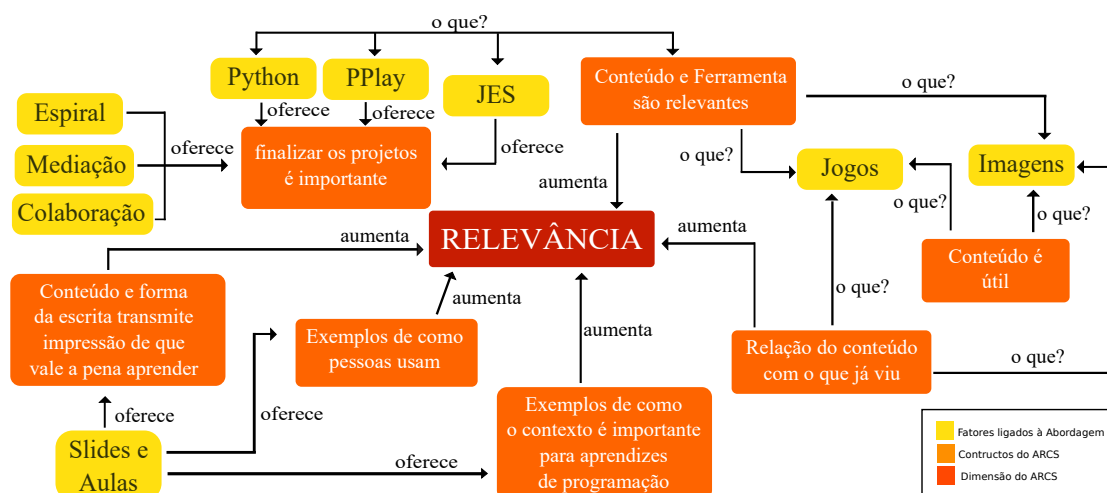 o que?
Python
PPlay
JES
Conteúdo e Ferramenta
são relevantes
o que?
Espiral
Mediação
Colaboração
oferece
oferece
oferece
oferece
finalizar os projetos
é importante
o que?
aumenta
Jogos
Imagens
o que?
o que?
aumenta
RELEVÂNCIA
aumenta
Conteúdo é
útil
Conteúdo e forma
da escrita transmite
impressão de que
vale a pena aprender
aumenta
o que?
Exemplos de como
pessoas usam
aumenta
Relação do conteúdo
com o que já viu
o que?
oferece
oferece
Exemplos de como
o contexto é importante
para aprendizes
de programação
Slides e
Aulas
oferece
Fatores ligados à Abordagem
Contructos do ARCS
Dimensão do ARCS